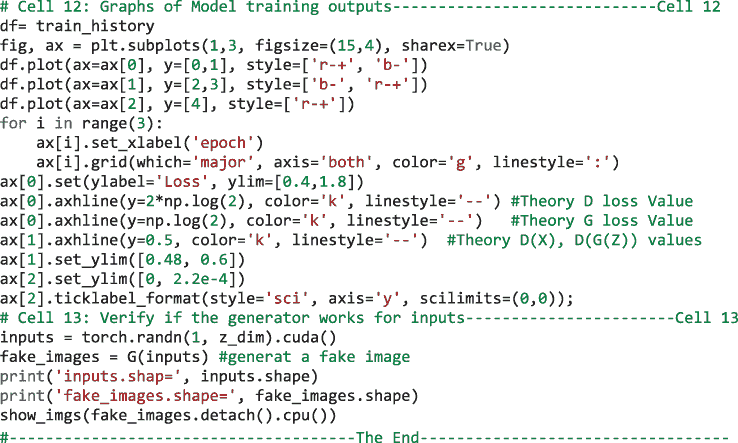 # Cell 12: Graphs of Model training outputs-----------------------------Cell 12
df= train_history
fig, ax = plt.subplots(1,3, figsize=(15,4), sharex=True)
df.plot(ax=ax[0], y=[0,1], style=['r-+', 'b-'])
df.plot(ax=ax[1], y=[2,3], style=['b-', 'r-+'])
df.plot(ax=ax[2], y=[4], style=['r-+'])
for i in range(3):
    ax[i].set_xlabel('epoch')
    ax[i].grid(which='major', axis='both', color='g', linestyle=':')
ax[0].set(ylabel='Loss', ylim=[0.4,1.8])
ax[0].axhline(y=2*np.log(2), color='k', linestyle='--') #Theory D loss Value
ax[0].axhline(y=np.log(2), color='k', linestyle='--')   #Theory G loss Value
ax[1].axhline(y=0.5, color='k', linestyle='--')  #Theory D(X), D(G(Z)) values
ax[1].set_ylim([0.48, 0.6])
ax[2].set_ylim([0, 2.2e-4])
ax[2].ticklabel_format(style='sci', axis='y', scilimits=(0,0));
# Cell 13: Verify if the generator works for inputs-----------------------Cell 13
inputs = torch.randn(1, z_dim).cuda()
fake_images = G(inputs) #generat a fake image
print('inputs.shap=', inputs.shape)
print('fake_images.shape=', fake_images.shape)
show_imgs(fake_images.detach().cpu())
#--------------------------------------The End----------------------------------